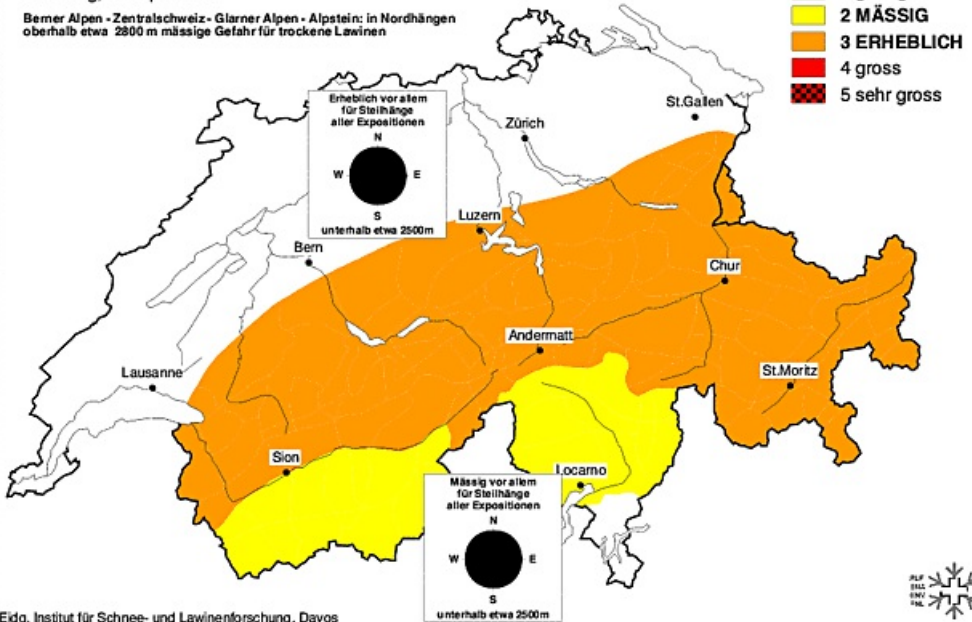 Berner Alpen - Zentralschweiz - Glarner Alpen - Alpstein: in Nordhängen
oberhalb etwa 2800 m mässige Gefahr für trockene Lawinen
2 MÄSSIG
3 ERHEBLICH
4 gross
5 sehr gross
Erheblich vor allem
für Steilhänge
aller Expositionen
N
W E
S
unterhalb etwa 2500m
St.Gallen
Zürich
Luzern
Bern
Chur
Andermatt
Lausanne
St.Moritz
Sion
Locarno
Mässig vor allem
für Steilhänge
aller Expositionen
N
W E
S
unterhalb etwa 2500m
Eidg. Institut für Schnee- und Lawinenforschung, Davos